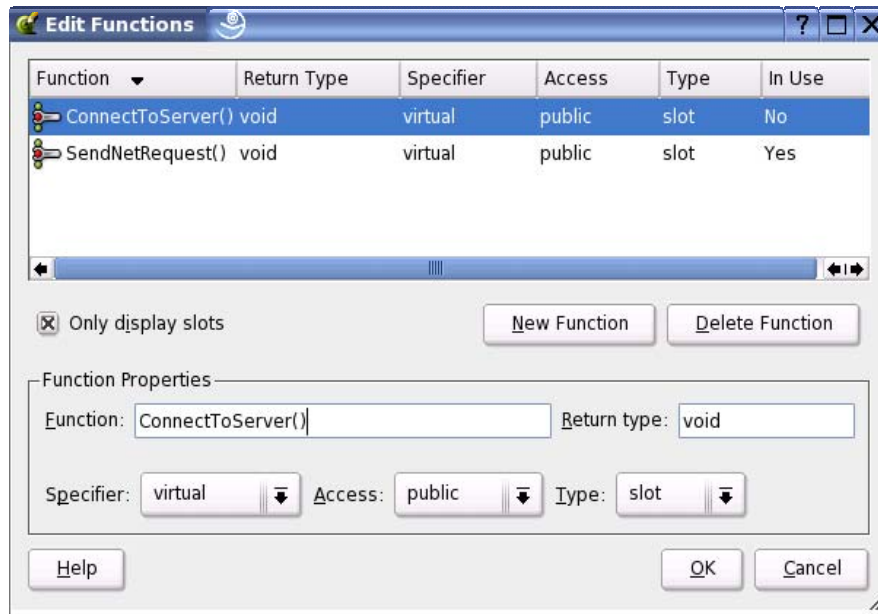 Edit Functions
Function Return Type Specifier Access Type In Use
ConnectToServer() void virtual public slot No
SendNetRequest() void virtual public slot Yes
Only display slots New Function Delete Function
Function Properties
Function: ConnectToServer() Return type: void
Specifier: virtual Access: public Type: slot
Help OK Cancel